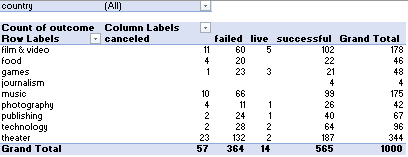 country (All)
Count of outcome Column Labels
Row Labels canceled failed live successful Grand Total
film & video 11 60 5 102 178
food 4 20 22 46
games 1 23 3 21 48
journalism 4 4
music 10 66 99 175
photography 4 11 1 26 42
publishing 2 24 1 40 67
technology 2 28 2 64 96
theater 23 132 2 187 344
Grand Total 57 364 14 565 1000